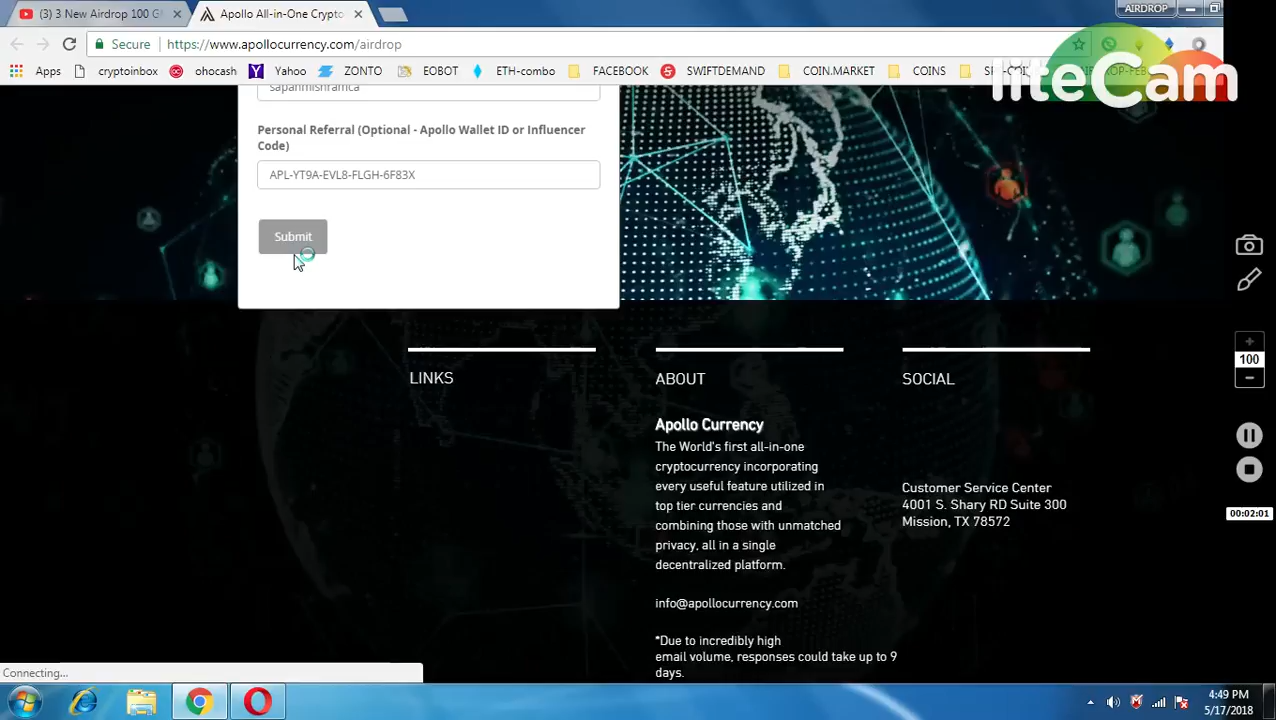 AIRDROP
(3) 3 New Airdrop 100 G
Apollo All-in-One Crypto
Secure
https://www.apollocurrency.com/airdrop
Apps
cryptoinbox
ohocash
Yahoo
ETH-combo
FACEBOOK
SWIFTDEMAND
COIN.MARKET
COINS
liteCam
sapanmishramca
Personal Referral (Optional - Apollo Wallet ID or Influencer
Code)
APL-YT9A-EVL8-FLGH-6F83X
Submit
+
100
-
LINKS
ABOUT
SOCIAL
Apollo Currency
The World's first all-in-one
cryptocurrency incorporating
every useful feature utilized in
top tier currencies and
combining those with unmatched
privacy, all in a single
decentralized platform.
Customer Service Center
4001 S. Shary RD Suite 300
Mission, TX 78572
00:02:01
info@apollocurrency.com
*Due to incredibly high
email volume, responses could take up to 9
days.
Connecting...
4:49 PM
5/17/2018